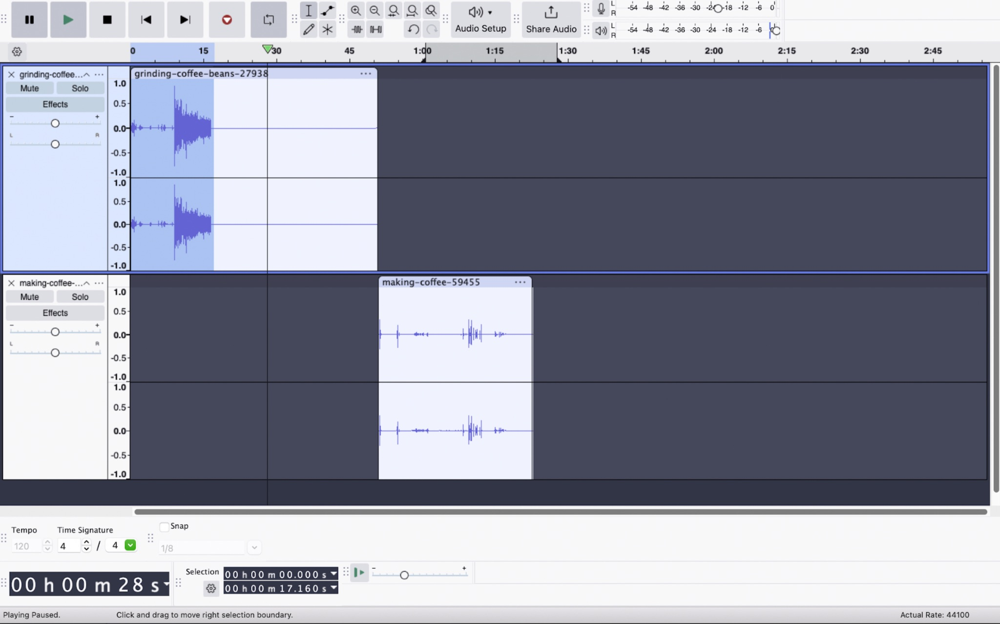 L
R
-54 -48 -42 -36 -30 -24 -18 -12 -6 0
Audio Setup
Share Audio
L
R
-54 -48 -42 -36 -30 -24 -18 -12 -6
0 15 30 45 1:00 1:15 1:30 1:45 2:00 2:15 2:30 2:45
grinding-coffee...
grinding-coffee-beans-27938
Mute Solo
Effects
- +
L R
1.0
0.5
0.0
-0.5
-1.0
1.0
0.5
0.0
-0.5
-1.0
making-coffee-...
making-coffee-59455
Mute Solo
Effects
- +
L R
1.0
0.5
0.0
-0.5
-1.0
1.0
0.5
0.0
-0.5
-1.0
Tempo Time Signature
120 4 / 4
Snap
1/8
00 h 00 m 28 s
Selection
00 h 00 m 00.000 s
00 h 00 m 17.160 s
- +
Playing Paused. Click and drag to move right selection boundary. Actual Rate: 44100